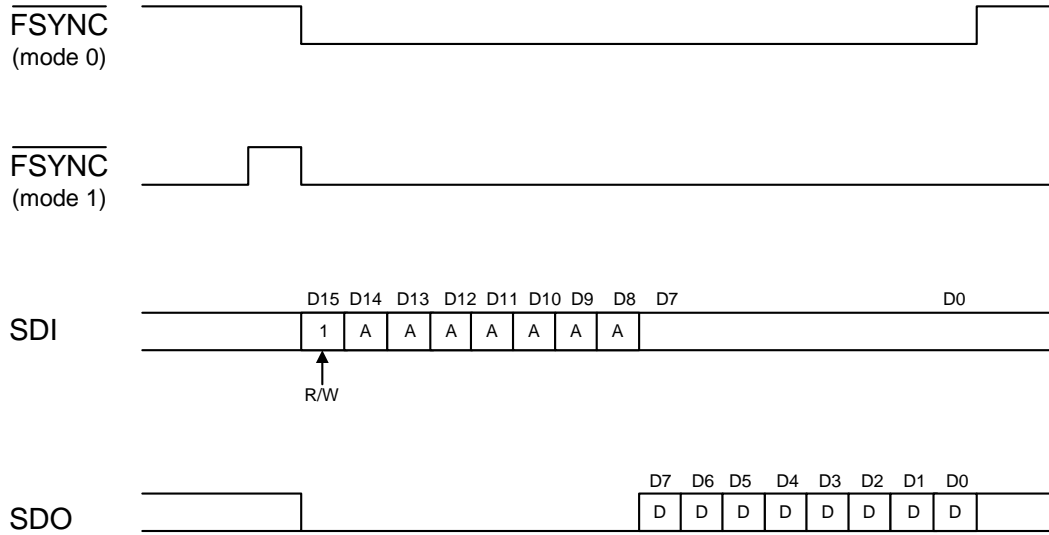 FSYNC
(mode 0)
FSYNC
(mode 1)
D15 D14 D13 D12 D11 D10 D9 D8 D7 D0
SDI 1 A A A A A A A
R/W
D7 D6 D5 D4 D3 D2 D1 D0
SDO D D D D D D D D